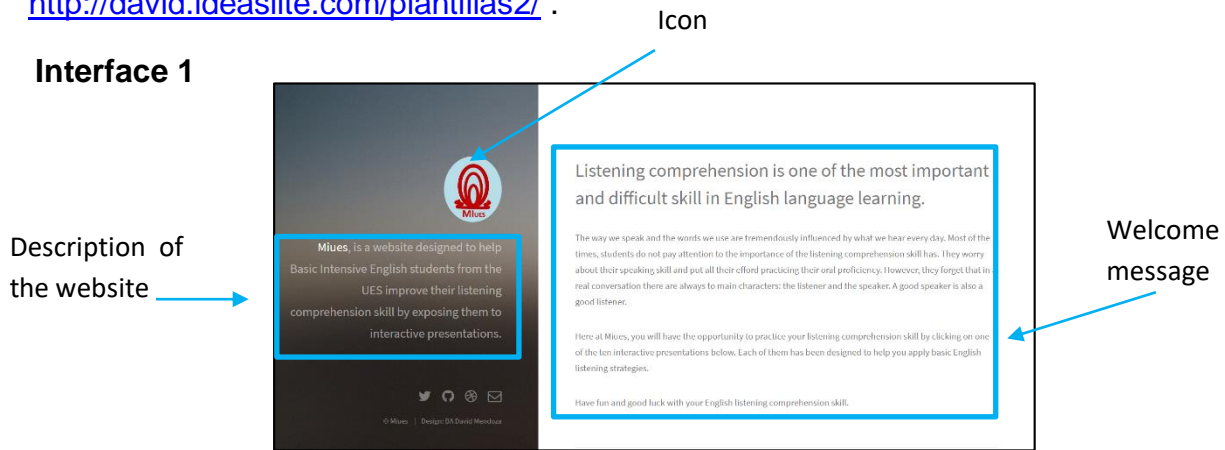 http://david.ideaslite.com/plantillas2/ .
Icon
Interface 1
MIUES
Listening comprehension is one of the most important
and difficult skill in English language learning.
Description of
the website
Miues, is a website designed to help
Basic Intensive English students from the
UES improve their listening
comprehension skill by exposing them to
interactive presentations.
The way we speak and the words we use are tremendously influenced by what we hear every day. Most of the
times, students do not pay attention to the importance of the listening comprehension skill has. They worry
about their speaking skill and put all their efford practicing their oral proficiency. However, they forget that in a
real conversation there are always to main characters: the listener and the speaker. A good speaker is also a
good listener.
Here at Miues, you will have the opportunity to practice your listening comprehension skill by clicking on one
of the ten interactive presentations below. Each of them has been designed to help you apply basic English
listening strategies.
Have fun and good luck with your English listening comprehension skill.
Welcome
message
© Miues | Design: DA David Mendoza